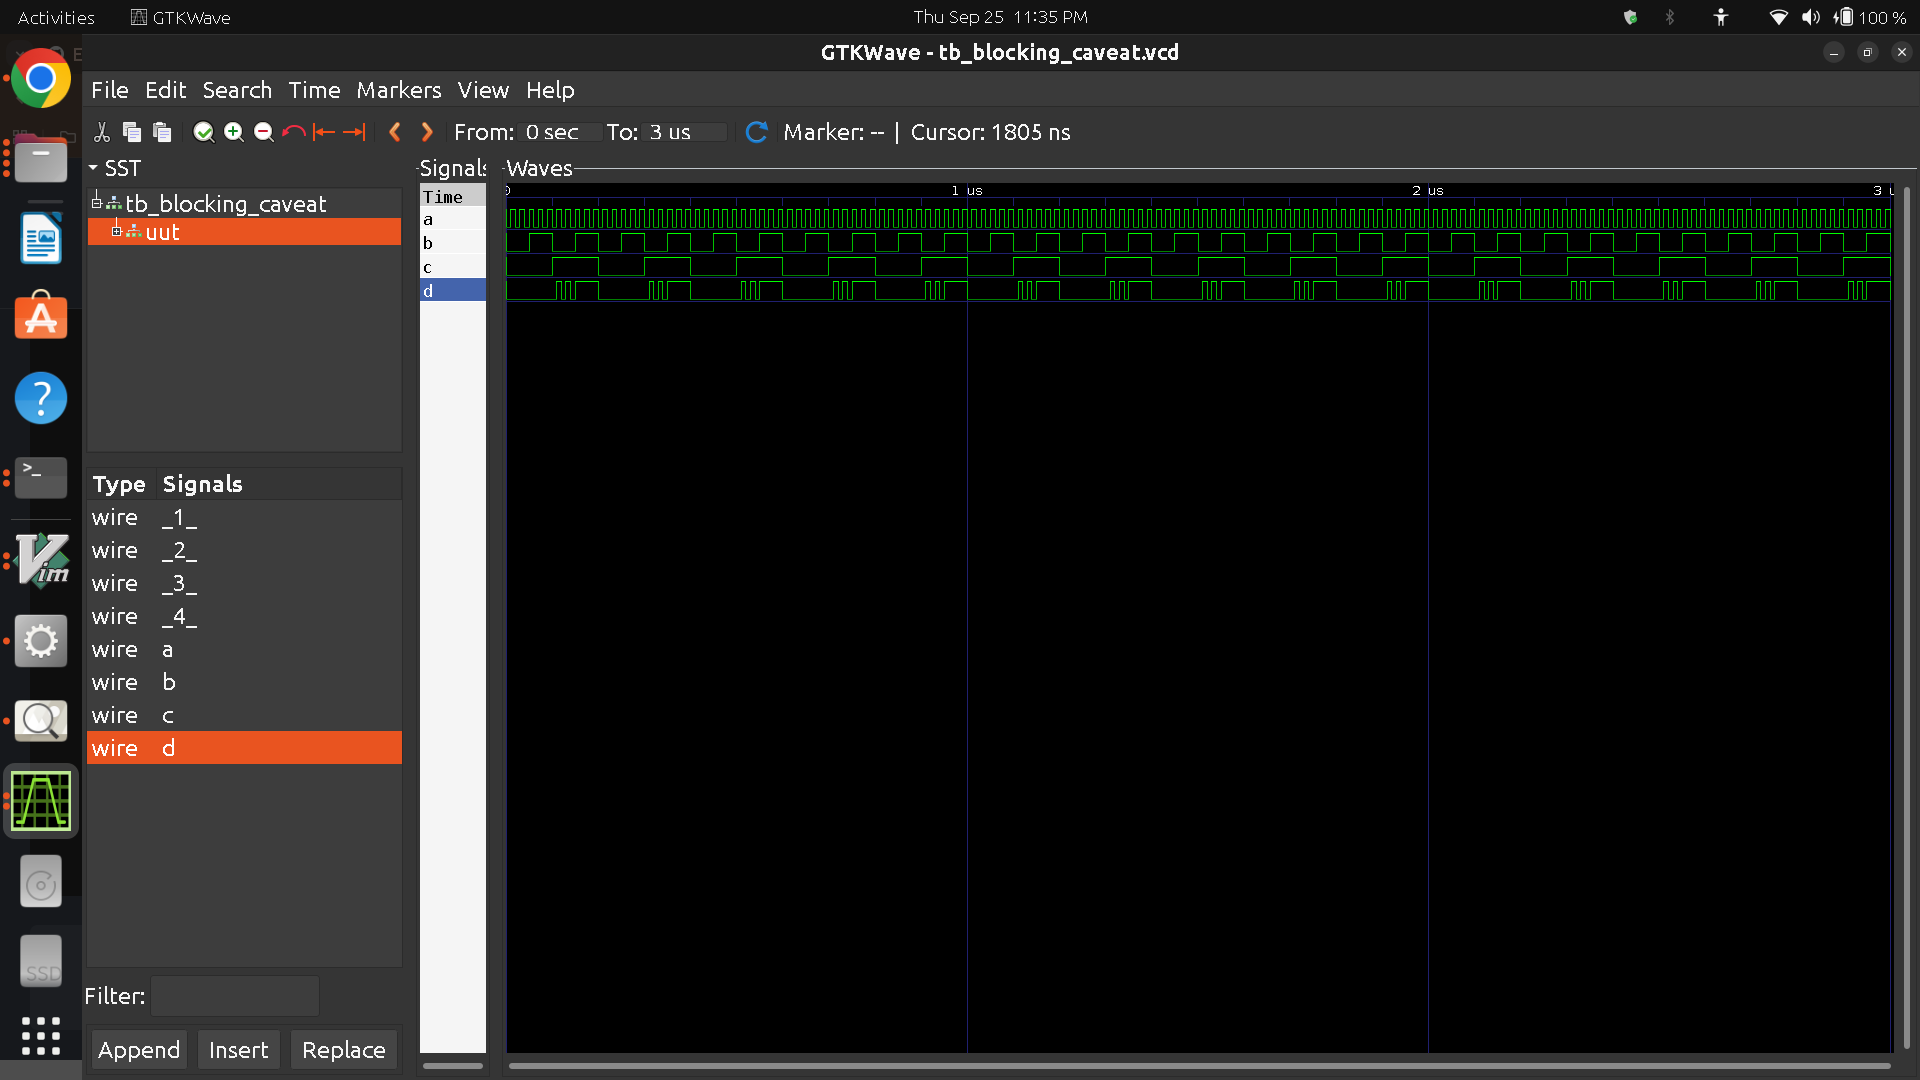 Activities GTKWave Thu Sep 25 11:35 PM 100 %
GTKWave - tb_blocking_caveat.vcd
File Edit Search Time Markers View Help
From: 0 sec To: 3 us Marker: -- | Cursor: 1805 ns
SST
tb_blocking_caveat
uut
Type Signals
wire _1_
wire _2_
wire _3_
wire _4_
wire a
wire b
wire c
wire d
Filter:
Append Insert Replace
Signals
Time
a
b
c
d
Waves
0 1 us 2 us 3 u
>_
Vim
SSD